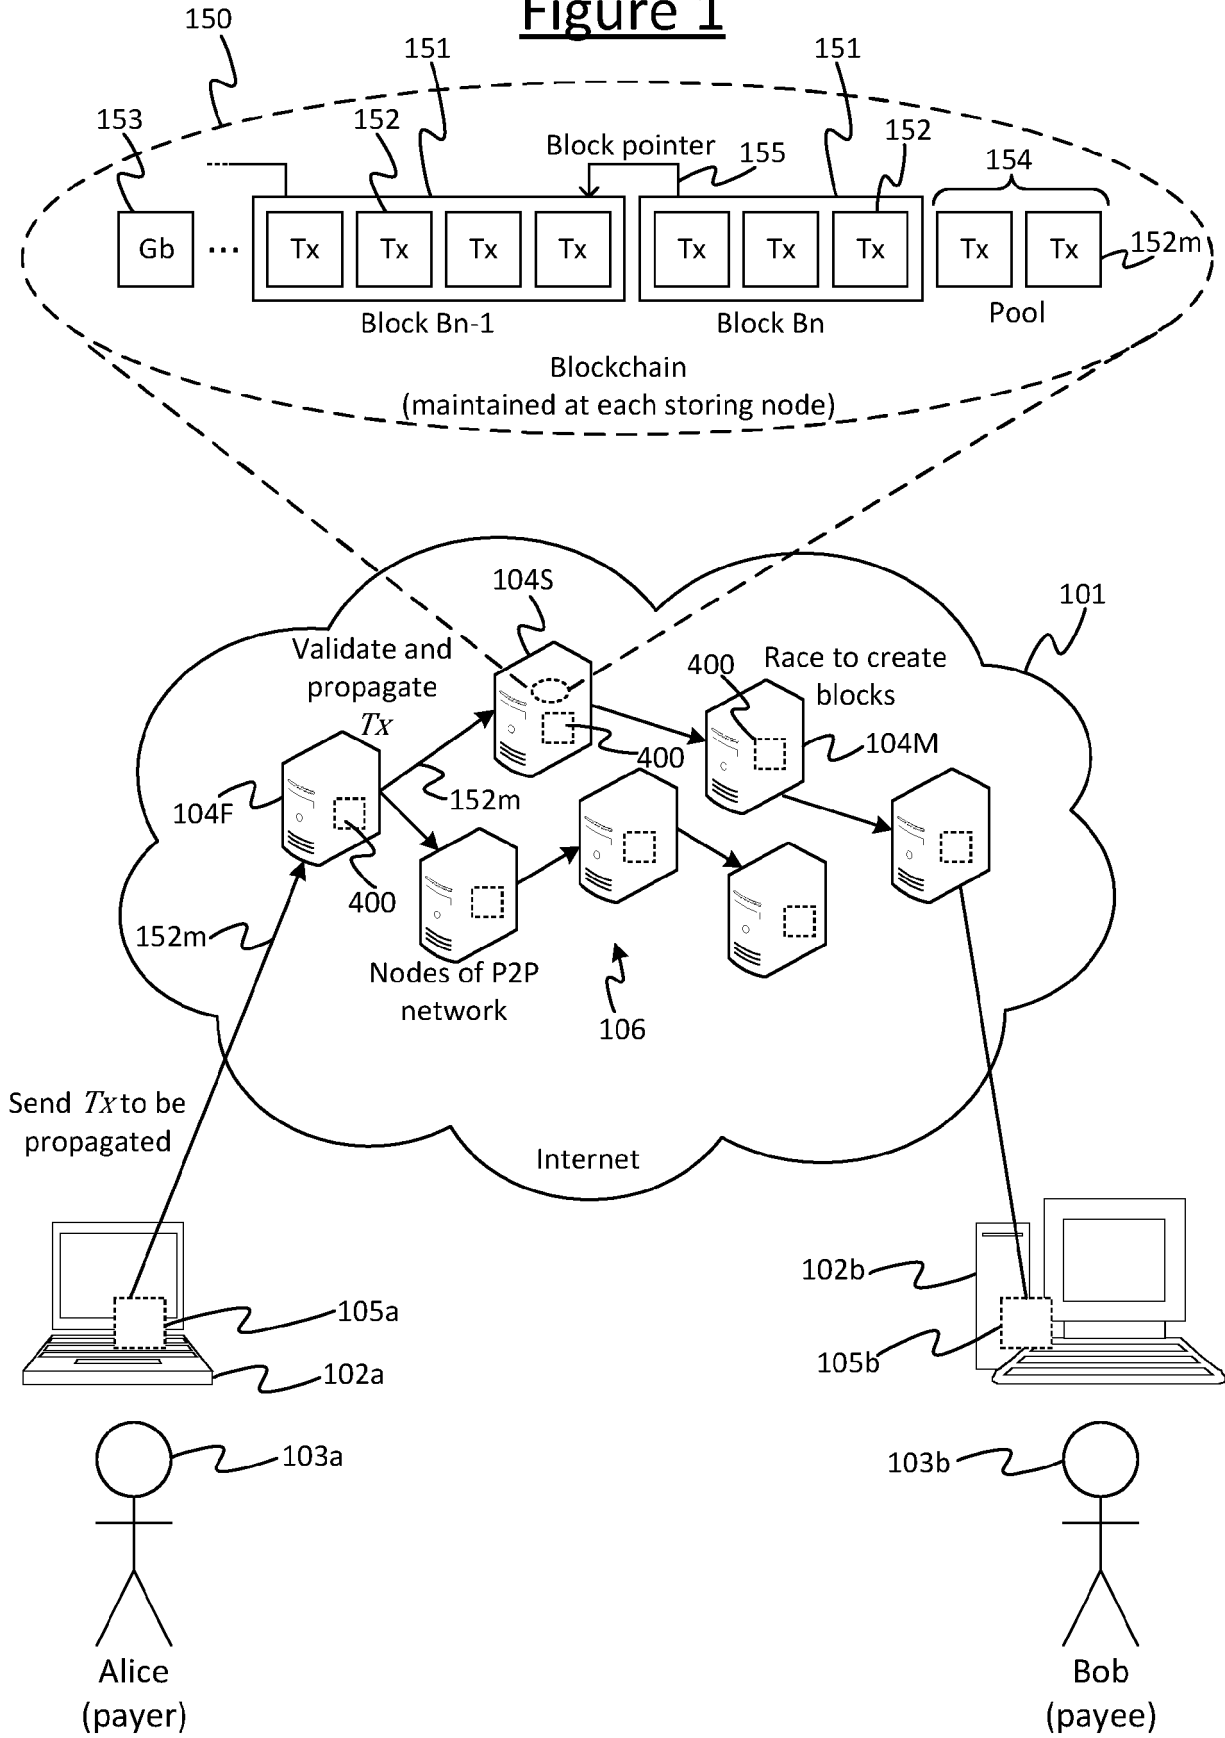 Figure 1
150
151
151
153
152
Block pointer
155
152
154
Gb
...
Tx
Tx
Tx
Tx
Tx
Tx
Tx
Tx
Tx
152m
Block Bn-1
Block Bn
Pool
Blockchain
(maintained at each storing node)
104S
101
Validate and
propagate
Tx
400
Race to create
blocks
400
104M
104F
152m
400
152m
Nodes of P2P
network
106
Send Tx to be
propagated
Internet
102b
105a
105b
102a
103a
103b
Alice
(payer)
Bob
(payee)